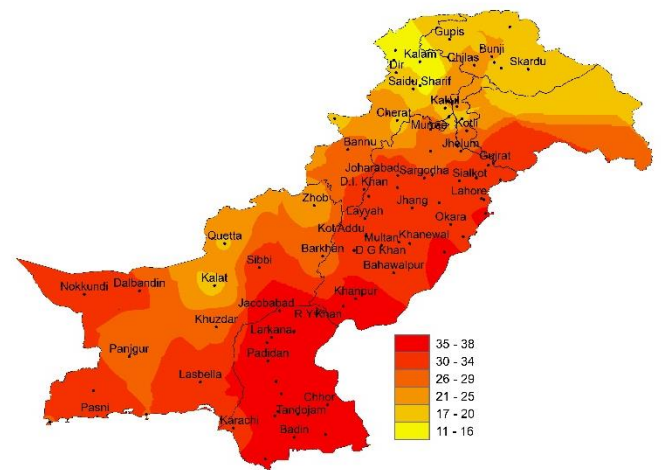 Gupis
Kalam
Bunji
Dir
Chilas
Skardu
Saidu Sharif
Kakul
Cherat
Kotli
Bannu
Jhelum
Gujrat
Joharabad
Sargodha
Sialkot
D.I. Khan
Zhob
Lahore
Layyah
Jhang
Okara
Kot Addu
Quetta
Multan
Khanewal
Barkhan
D G Khan
Sibbi
Bahawalpur
Nokkundi
Dalbandin
Kalat
Khanpur
Jacobabad
R Y Khan
Khuzdar
Larkana
Panjgur
Padidan
Lasbella
Chhor
Pasni
Tandojam
Karachi
Badin
35 - 38
30 - 34
26 - 29
21 - 25
17 - 20
11 - 16